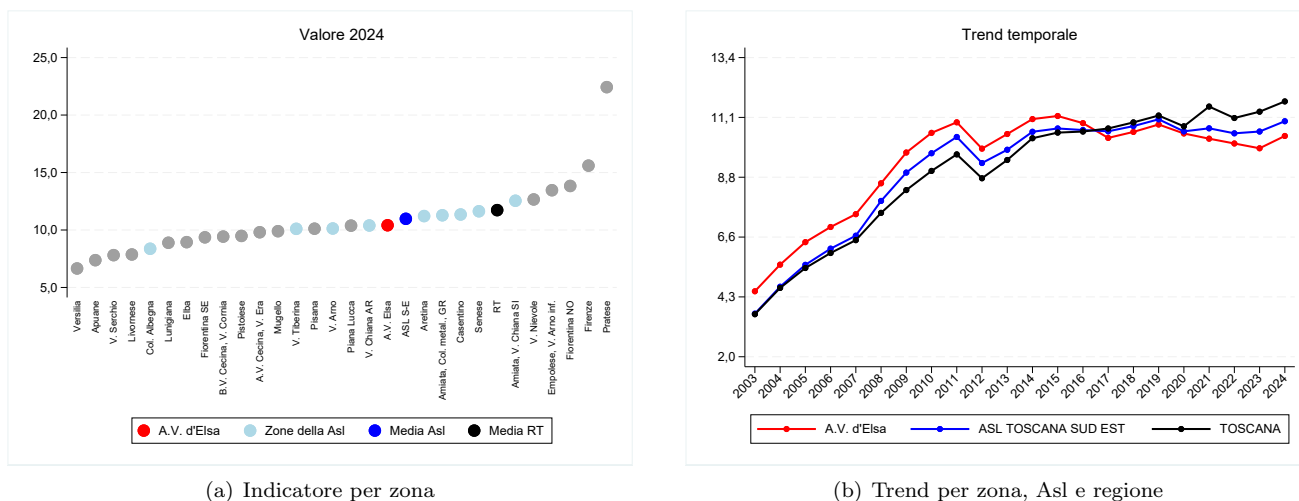 Valore 2024
25,0
20,0
15,0
10,0
5,0
Versilia
Apuane
V. Serchio
Livornese
Col. Albegna
Lunigiana
Elba
Fiorentina SE
B.V. Cecina, V. Cornia
Pistoiese
A.V. Cecina, V. Era
Mugello
V. Tiberina
Pisana
V. Arno
Piana Lucca
V. Chiana AR
A.V. Elsa
ASL S-E
Aretina
Amiata, Col. metal., GR
Casentino
Senese
RT
Amiata, V. Chiana SI
V. Nievole
Empolese, V. Arno inf.
Fiorentina NO
Firenze
Pratese
A.V. d'Elsa
Zone della Asl
Media Asl
Media RT
(a) Indicatore per zona
Trend temporale
13,4
11,1
8,8
6,6
4,3
2,0
2003
2004
2005
2006
2007
2008
2009
2010
2011
2012
2013
2014
2015
2016
2017
2018
2019
2020
2021
2022
2023
2024
A.V. d'Elsa
ASL TOSCANA SUD EST
TOSCANA
(b) Trend per zona, Asl e regione